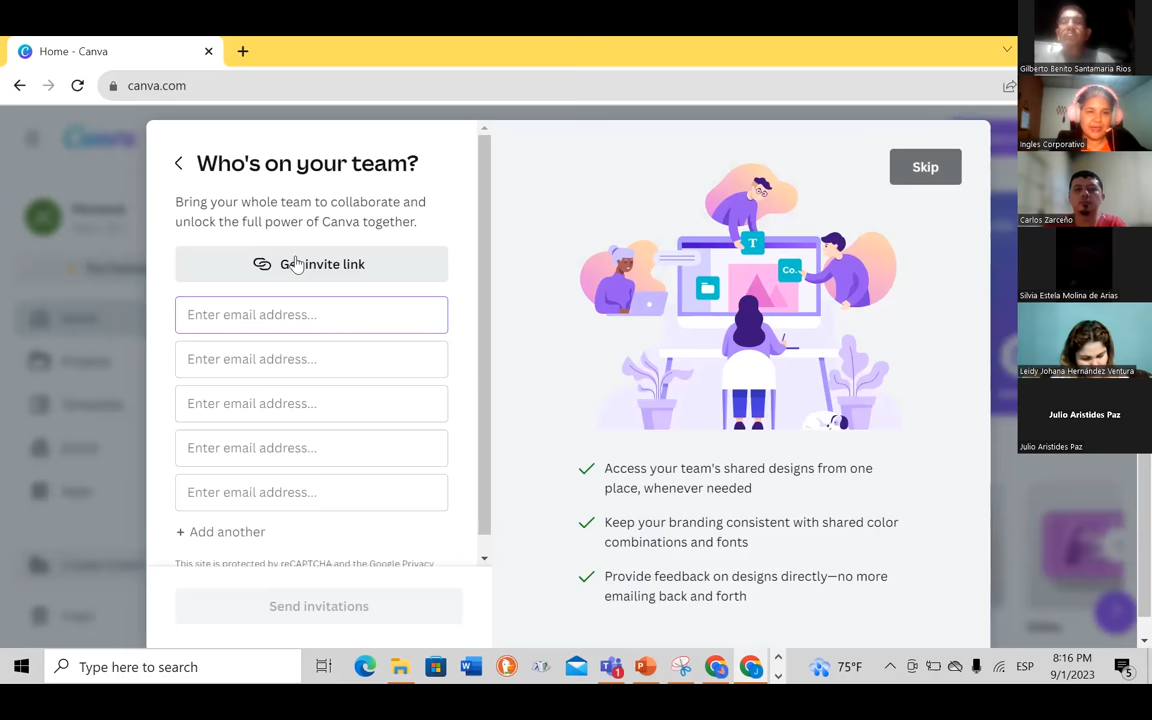 Home - Canva
canva.com
Gilberto Benito Santamaria Rios
Ingles Corporativo
Carlos Zarceño
Silvia Estela Molina de Arias
Leidy Johana Hernández Ventura
Julio Aristides Paz
Julio Aristides Paz
Canva
Home
Who's on your team?
Bring your whole team to collaborate and
unlock the full power of Canva together.
Get invite link
Enter email address...
Enter email address...
Enter email address...
Enter email address...
Enter email address...
+ Add another
This site is protected by reCAPTCHA and the Google Privacy
Send invitations
Skip
T
Co.
Access your team's shared designs from one
place, whenever needed
Keep your branding consistent with shared color
combinations and fonts
Provide feedback on designs directly—no more
emailing back and forth
Type here to search
1
75°F
ESP
8:16 PM
9/1/2023
5